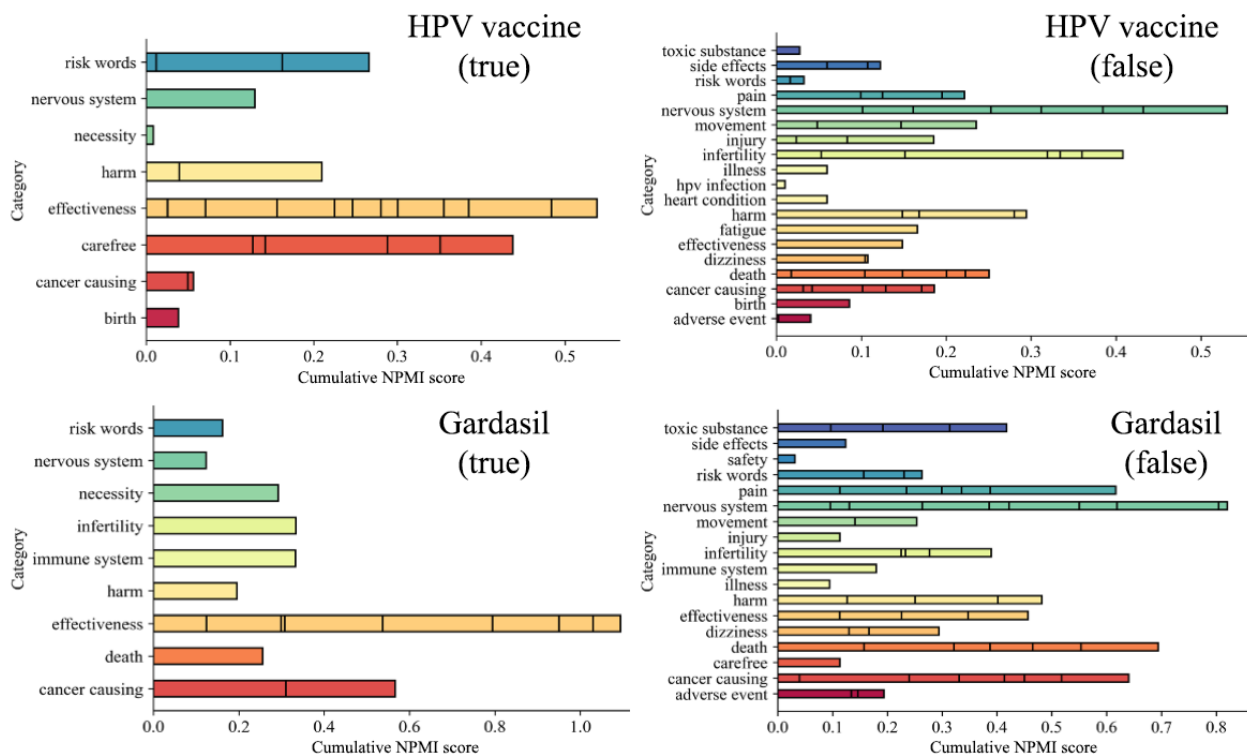 HPV vaccine
(true)
risk words
nervous system
necessity
harm
effectiveness
carefree
cancer causing
birth
Category
0.0 0.1 0.2 0.3 0.4 0.5
Cumulative NPMI score
HPV vaccine
(false)
toxic substance
side effects
risk words
pain
nervous system
movement
injury
infertility
illness
hpv infection
heart condition
harm
fatigue
effectiveness
dizziness
death
cancer causing
birth
adverse event
Category
0.0 0.1 0.2 0.3 0.4 0.5
Cumulative NPMI score
Gardasil
(true)
risk words
nervous system
necessity
infertility
immune system
harm
effectiveness
death
cancer causing
Category
0.0 0.2 0.4 0.6 0.8 1.0
Cumulative NPMI score
Gardasil
(false)
toxic substance
side effects
safety
risk words
pain
nervous system
movement
injury
infertility
immune system
illness
harm
effectiveness
dizziness
death
carefree
cancer causing
adverse event
Category
0.0 0.1 0.2 0.3 0.4 0.5 0.6 0.7 0.8
Cumulative NPMI score